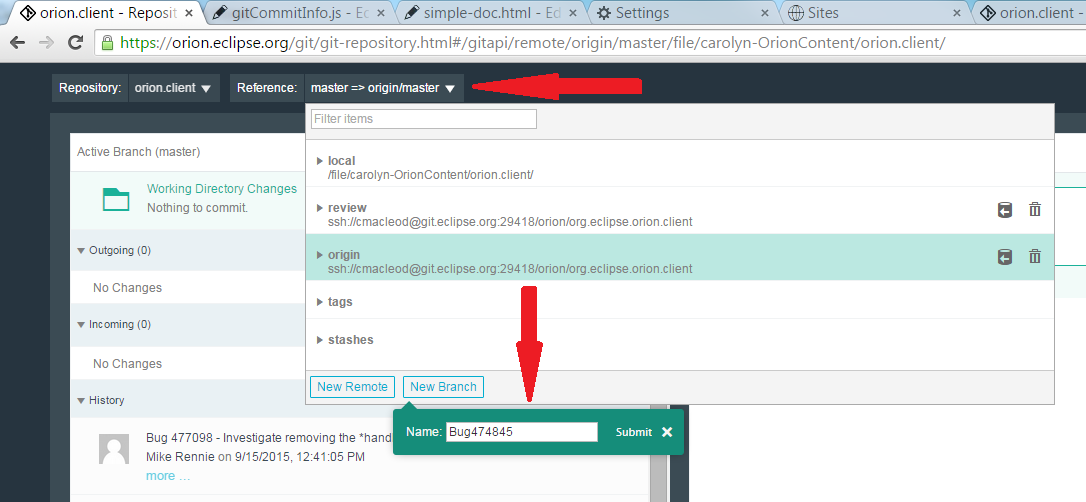 orion.client - Reposit
gitCommitInfo.js - Ec
simple-doc.html - Ed
Settings
Sites
orion.client -
https://orion.eclipse.org/git/git-repository.html#/gitapi/remote/origin/master/file/carolyn-OrionContent/orion.client/
Repository: orion.client
Reference: master => origin/master
Filter items
Active Branch (master)
local
/file/carolyn-OrionContent/orion.client/
Working Directory Changes
Nothing to commit.
review
ssh://cmacleod@git.eclipse.org:29418/orion/org.eclipse.orion.client
Outgoing (0)
origin
ssh://cmacleod@git.eclipse.org:29418/orion/org.eclipse.orion.client
No Changes
tags
Incoming (0)
stashes
No Changes
New Remote
New Branch
History
Name: Bug474845 Submit
Bug 477098 - Investigate removing the *hand
Mike Rennie on 9/15/2015, 12:41:05 PM
more ...